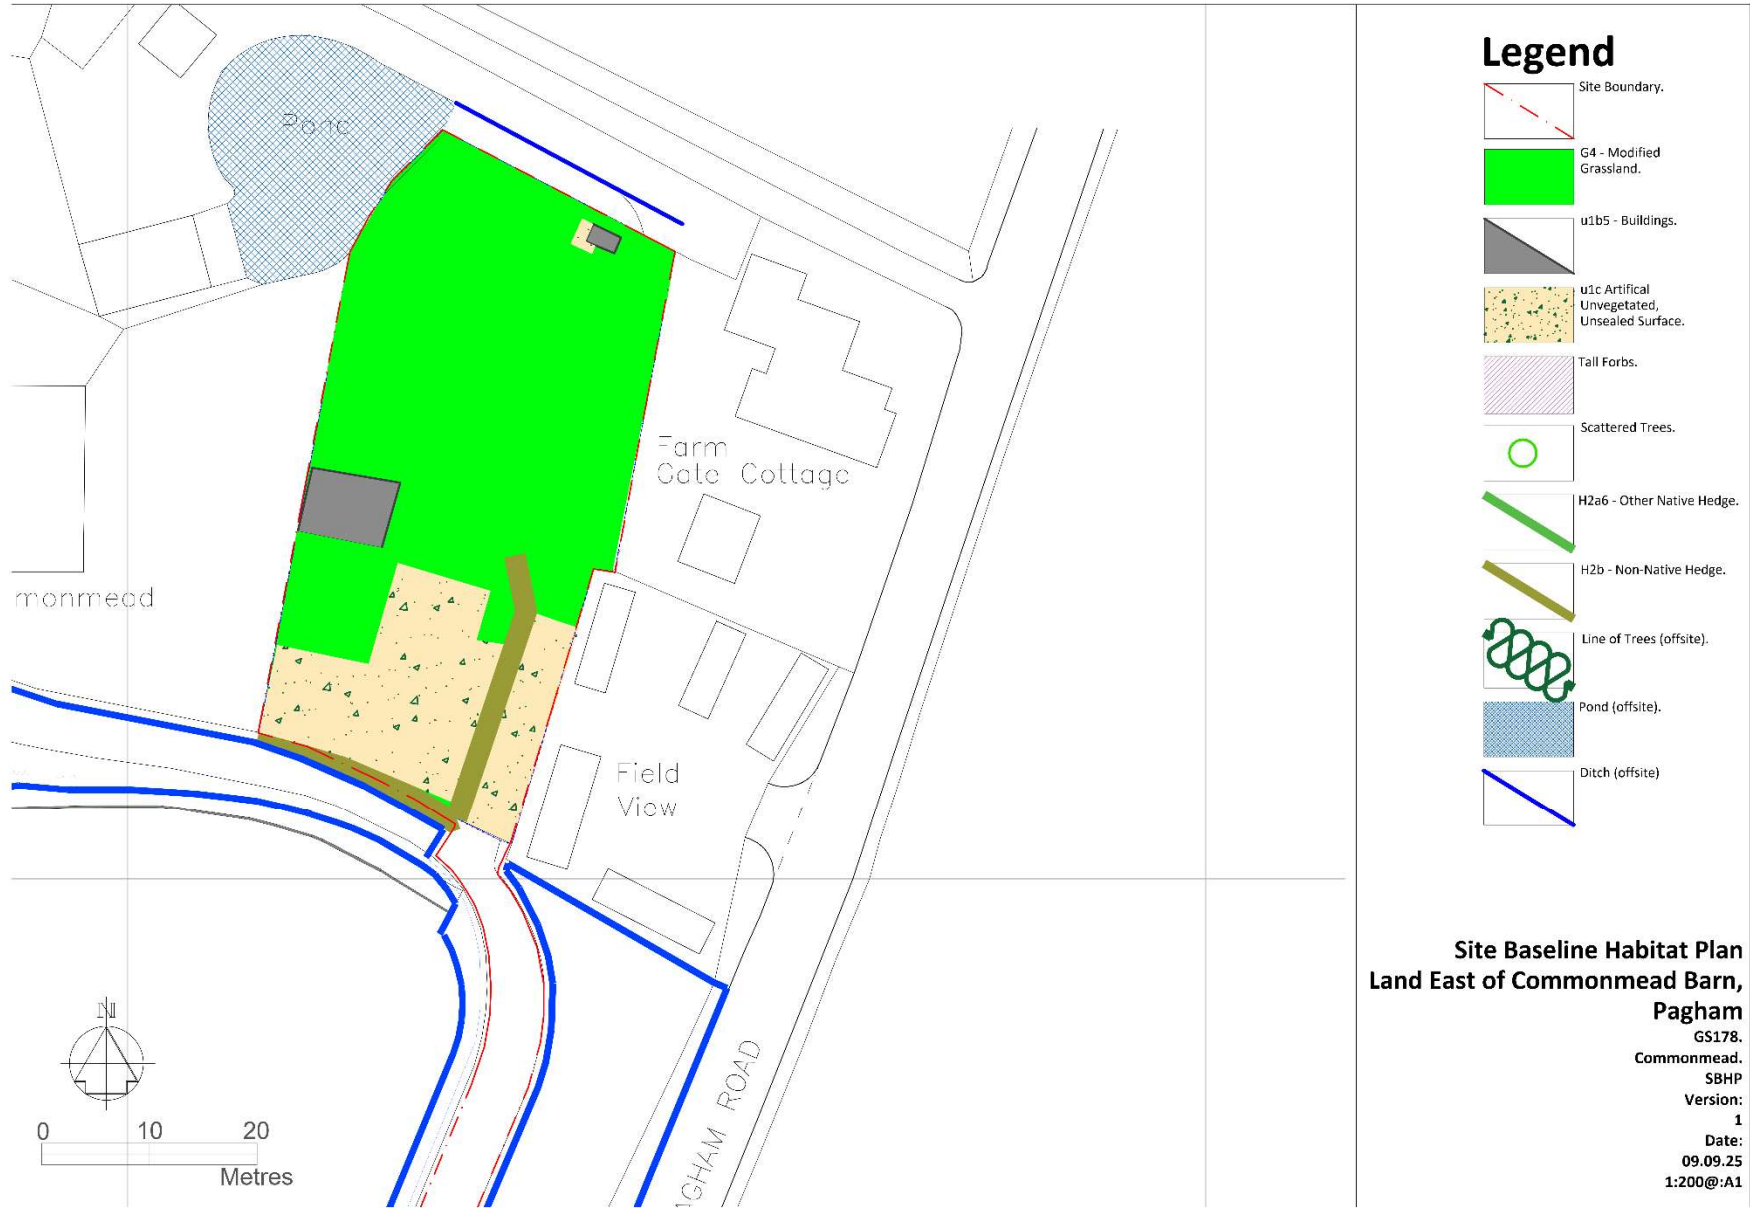 Pond
Farm
Gate Cottage
monmead
Field
View
AGHAM ROAD
N
0 10 20
Metres
Legend
Site Boundary.
G4 - Modified
Grassland.
u1b5 - Buildings.
u1c Artifical
Unvegetated,
Unsealed Surface.
Tall Forbs.
Scattered Trees.
H2a6 - Other Native Hedge.
H2b - Non-Native Hedge.
Line of Trees (offsite).
Pond (offsite).
Ditch (offsite)
Site Baseline Habitat Plan
Land East of Commonmead Barn,
Pagham
GS178.
Commonmead.
SBHP
Version:
1
Date:
09.09.25
1:200@:A1